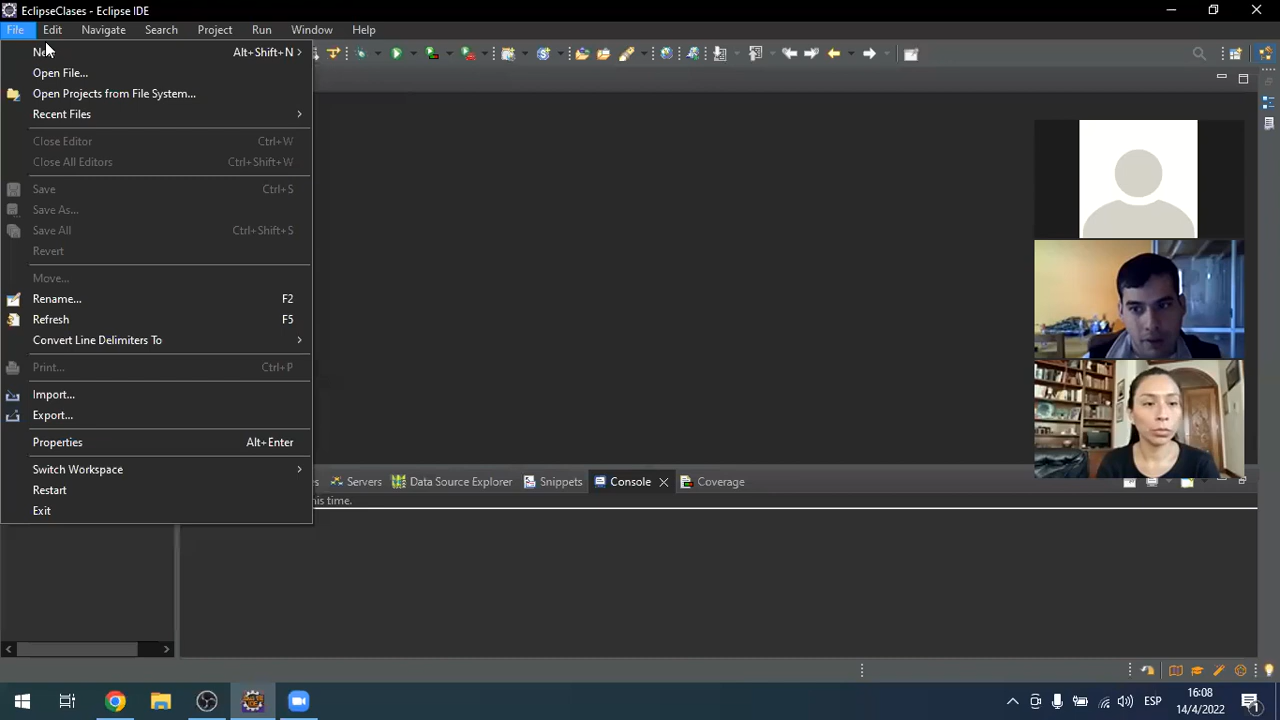 EclipseClases - Eclipse IDE
File Edit Navigate Search Project Run Window Help
Alt+Shift+N
Open File...
Open Projects from File System...
Recent Files
Close Editor Ctrl+W
Close All Editors Ctrl+Shift+W
Save Ctrl+S
Save As...
Save All Ctrl+Shift+S
Revert
Move...
Rename... F2
Refresh F5
Convert Line Delimiters To
Print... Ctrl+P
Import...
Export...
Properties Alt+Enter
Switch Workspace
Restart
Exit
Servers Data Source Explorer Snippets Console Coverage
his time.
ESP
16:08
14/4/2022
1